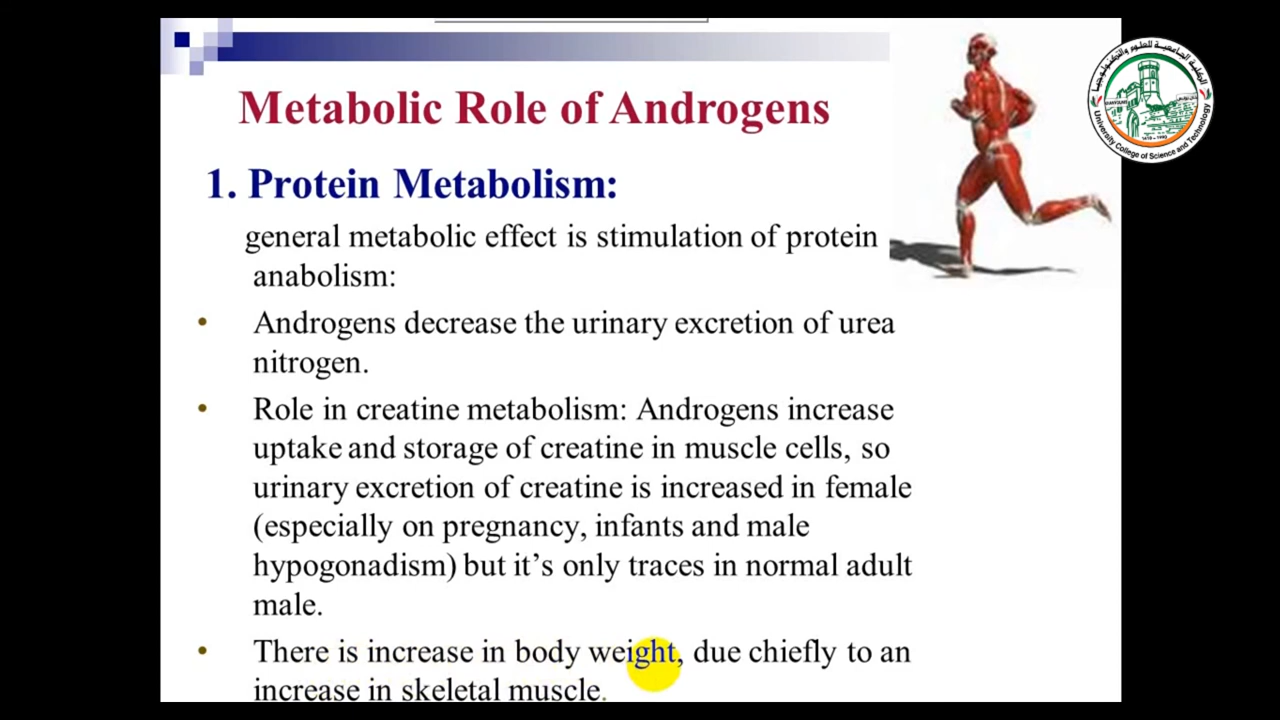 Metabolic Role of Androgens
1. Protein Metabolism:
general metabolic effect is stimulation of protein
anabolism:
• Androgens decrease the urinary excretion of urea
nitrogen.
• Role in creatine metabolism: Androgens increase
uptake and storage of creatine in muscle cells, so
urinary excretion of creatine is increased in female
(especially on pregnancy, infants and male
hypogonadism) but it’s only traces in normal adult
male.
• There is increase in body weight, due chiefly to an
increase in skeletal muscle.
الكلية الجامعية للعلوم والتكنولوجيا
University College of Science and Technology